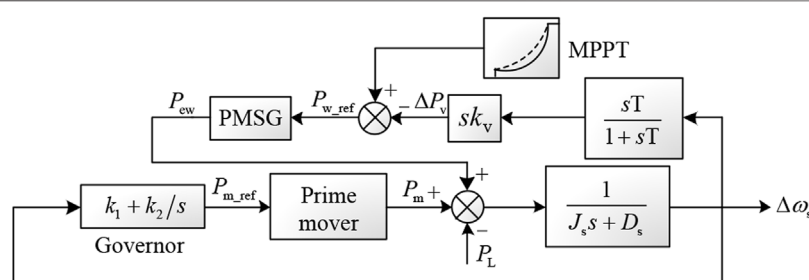 MPPT
P_ew
PMSG
P_w_ref
+
− ΔP_v
sk_v
sT
1+sT
+
k_1 + k_2/s
P_m_ref
Prime
mover
P_m +
1
J_s s + D_s
Δω_s
Governor
−
P_L